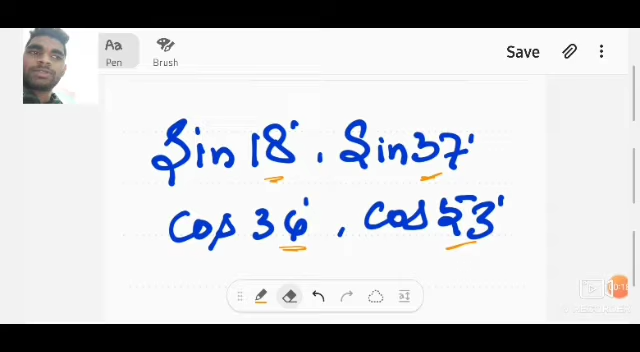 Aa
Pen
Brush
Save
sin 18°, sin 37°
cos 36°, cos 53°